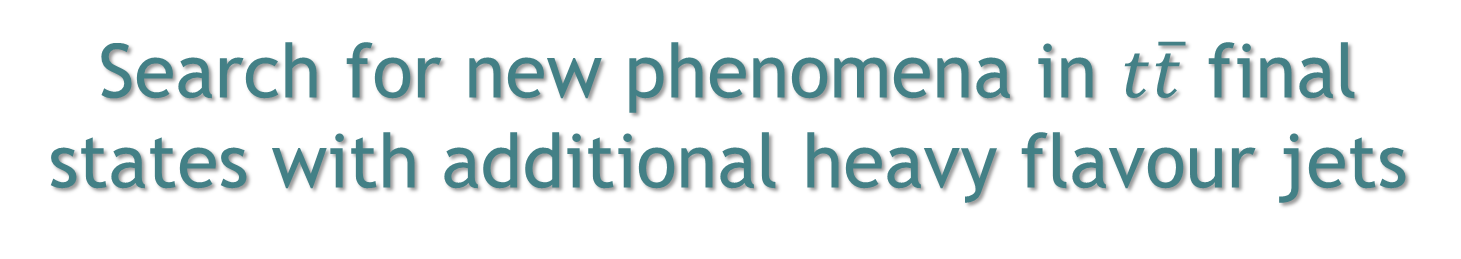 Search for new phenomena in tt̄ final
states with additional heavy flavour jets